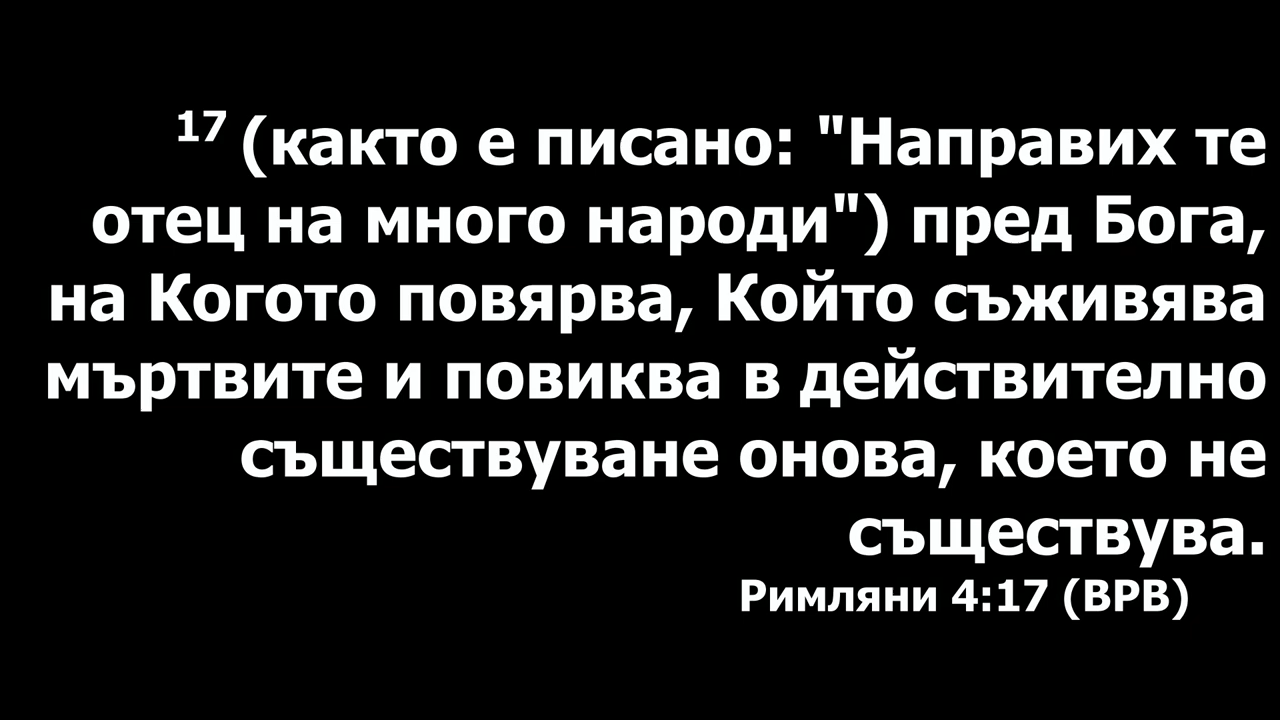 17 (както е писано: "Направих те
отец на много народи") пред Бога,
на Когото повярва, Който съживява
мъртвите и повиква в действително
съществуване онова, което не
съществува.
Римляни 4:17 (ВРВ)